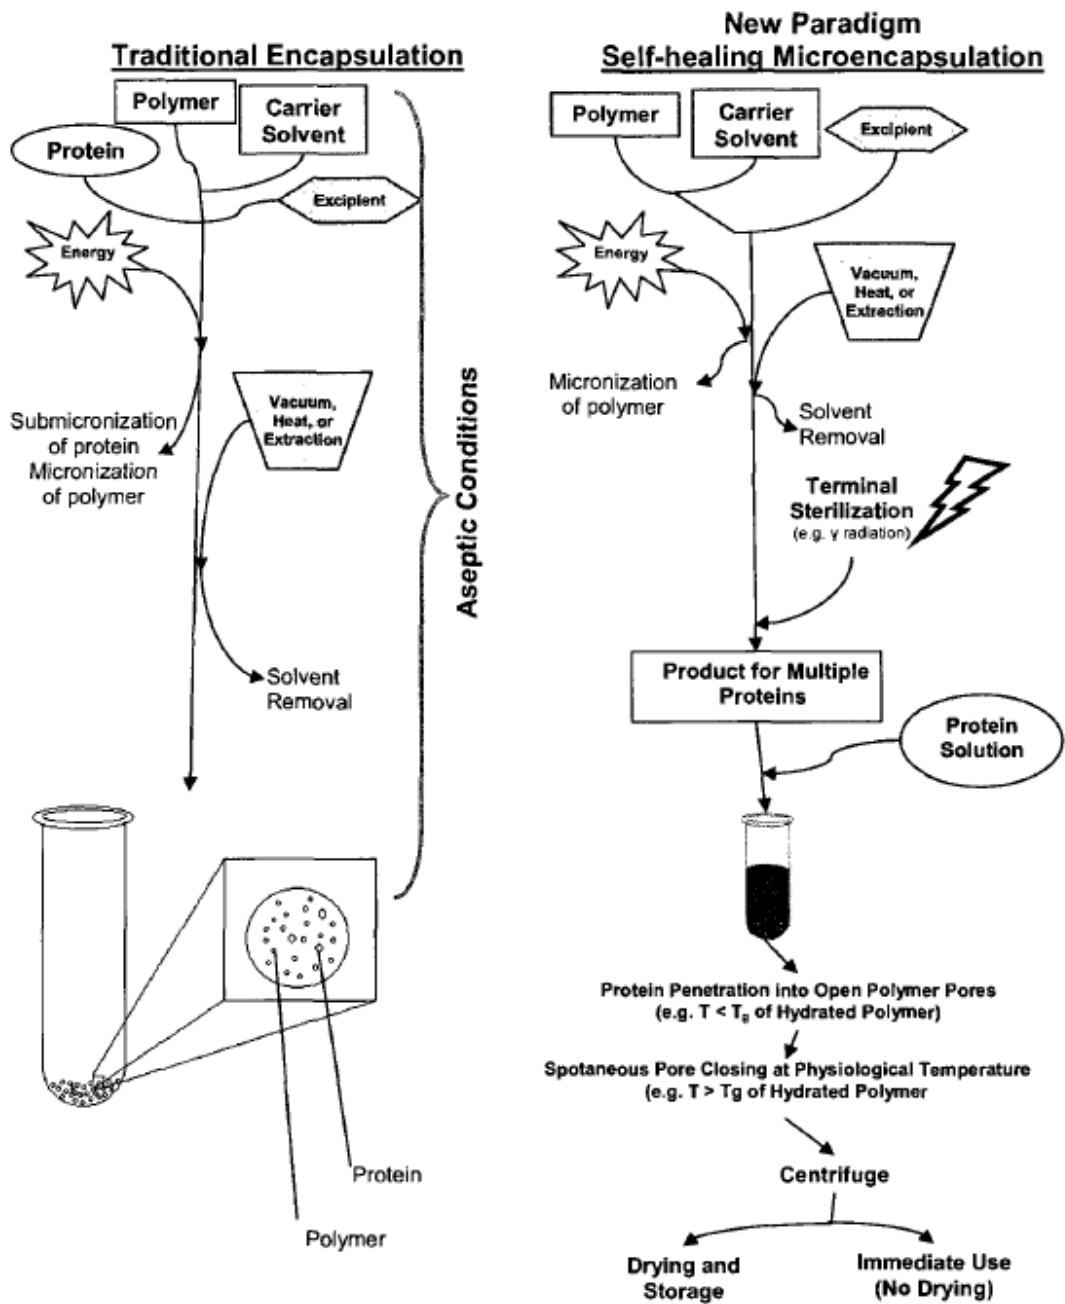 Traditional Encapsulation
Polymer
Carrier
Solvent
Protein
Excipient
Energy
Submicronization
of protein
Micronization
of polymer
Vacuum,
Heat, or
Extraction
Solvent
Removal
Aseptic Conditions
Protein
Polymer
New Paradigm
Self-healing Microencapsulation
Polymer
Carrier
Solvent
Excipient
Energy
Vacuum,
Heat, or
Extraction
Micronization
of polymer
Solvent
Removal
Terminal
Sterilization
(e.g. γ radiation)
Product for Multiple
Proteins
Protein
Solution
Protein Penetration into Open Polymer Pores
(e.g. T < Tg of Hydrated Polymer)
Spotaneous Pore Closing at Physiological Temperature
(e.g. T > Tg of Hydrated Polymer
Centrifuge
Drying and
Storage
Immediate Use
(No Drying)